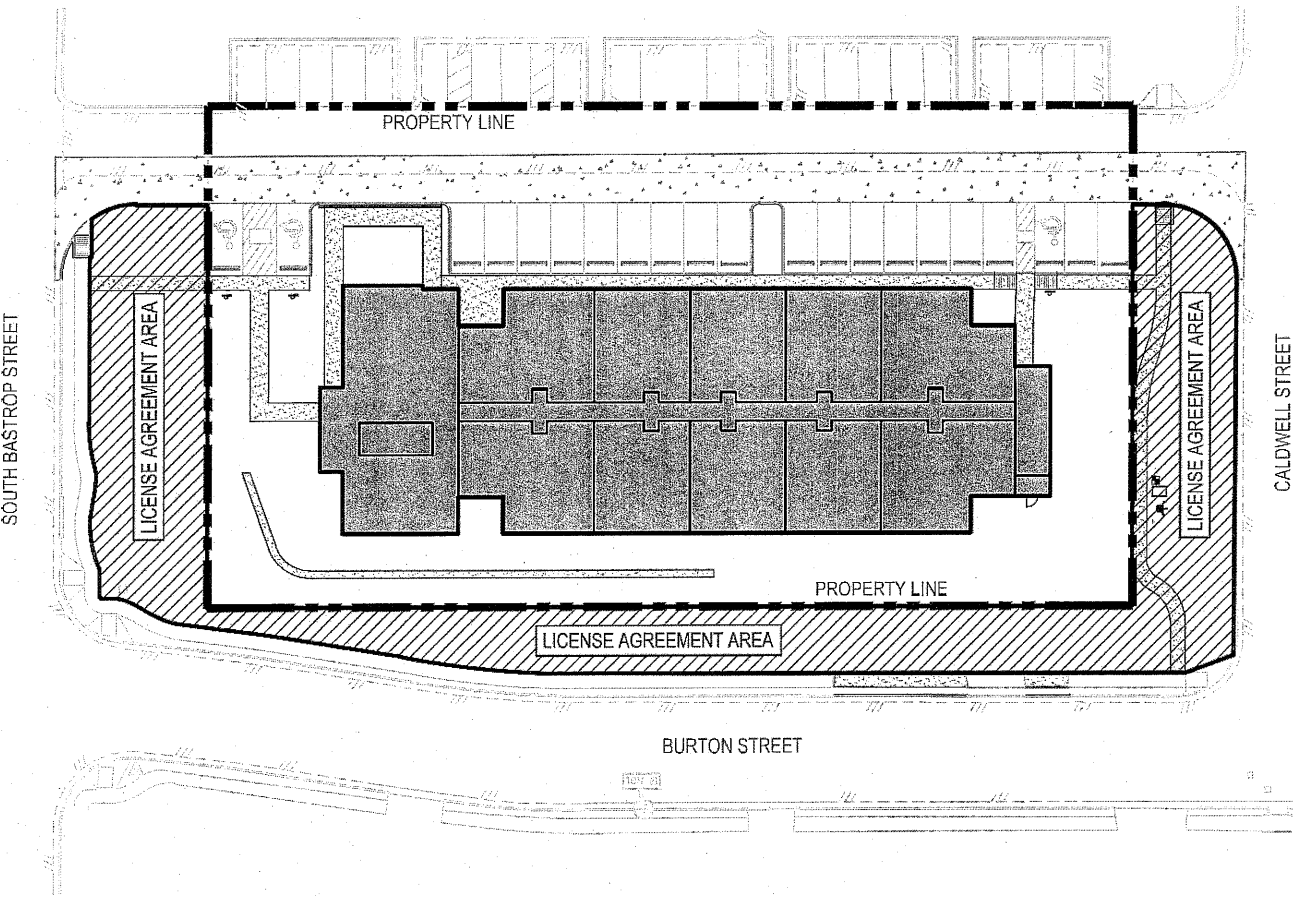 PROPERTY LINE
SOUTH BASTROP STREET
LICENSE AGREEMENT AREA
LICENSE AGREEMENT AREA
CALDWELL STREET
PROPERTY LINE
LICENSE AGREEMENT AREA
BURTON STREET